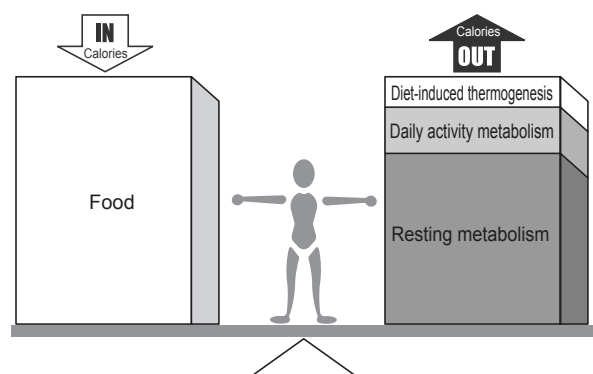 IN
Calories
Food
Calories
OUT
Diet-induced thermogenesis
Daily activity metabolism
Resting metabolism